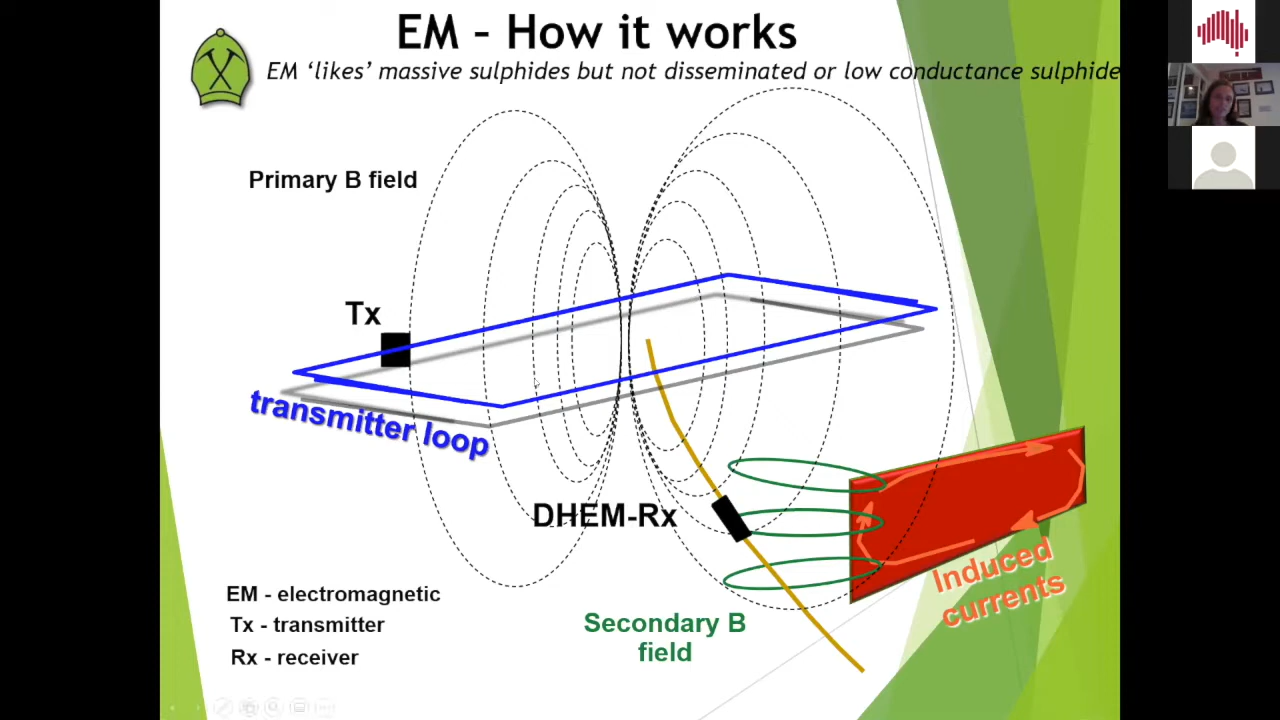 EM – How it works
EM ‘likes’ massive sulphides but not disseminated or low conductance sulphide
Primary B field
Tx
transmitter loop
DHEM-Rx
Induced
currents
Secondary B
field
EM - electromagnetic
Tx - transmitter
Rx - receiver